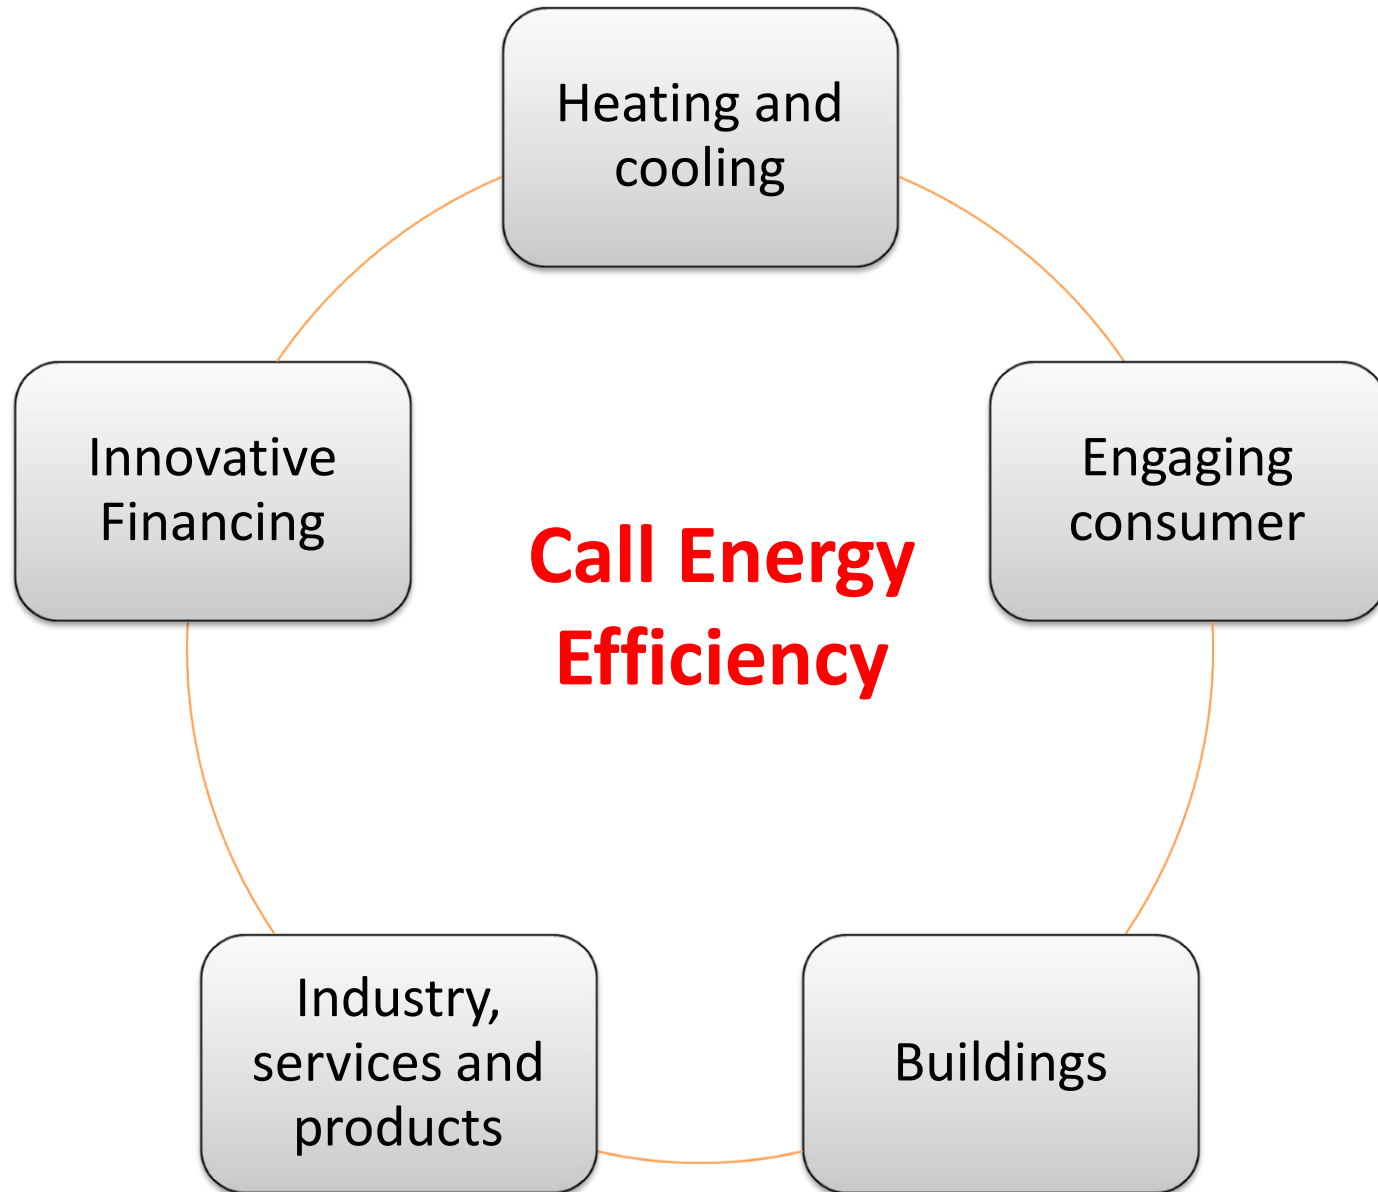 Heating and
cooling
Innovative
Financing
Engaging
consumer
Call Energy
Efficiency
Industry,
services and
products
Buildings